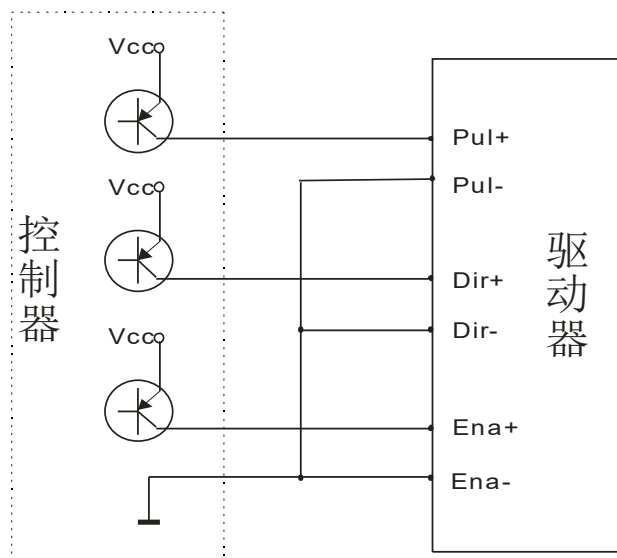 Vcc
Pul+
Pul-
Vcc
控制器
Dir+
驱动器
Dir-
Vcc
Ena+
Ena-